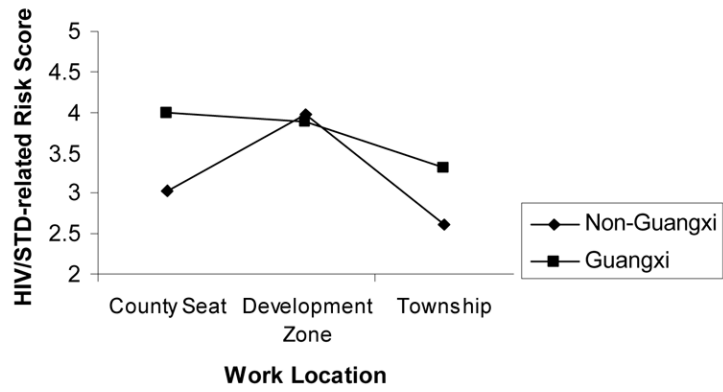 HIV/STD-related Risk Score
5
4.5
4
3.5
3
2.5
2
County Seat
Development
Zone
Township
Work Location
Non-Guangxi
Guangxi